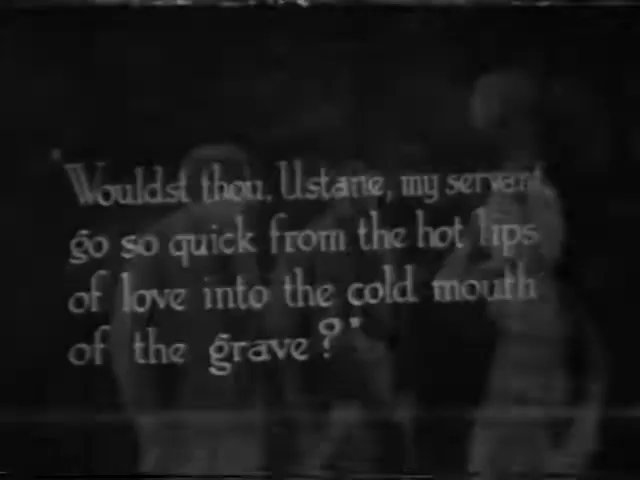 "Wouldst thou, Ustane, my servant
go so quick from the hot lips
of love into the cold mouth
of the grave?"